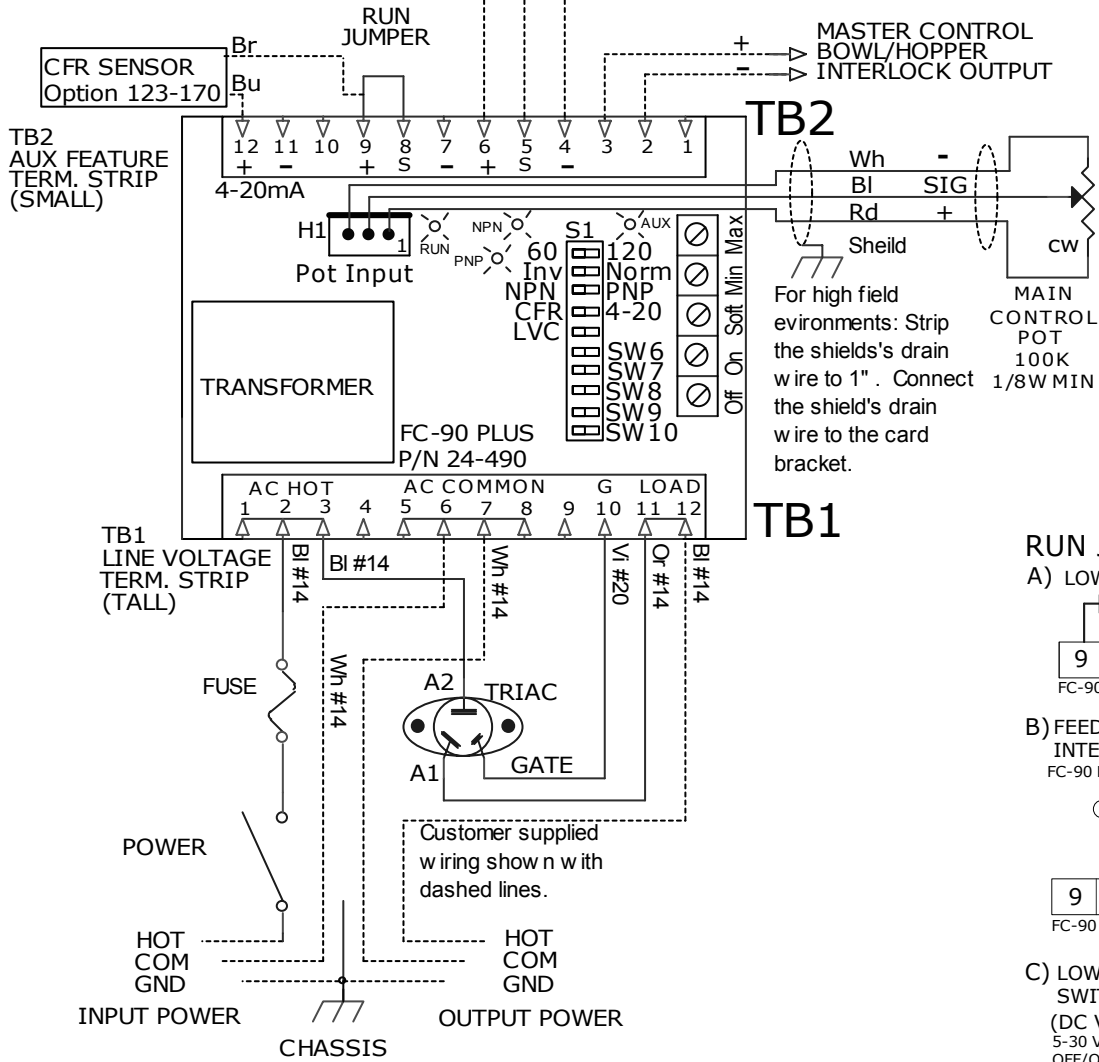 RUN
JUMPER
MASTER CONTROL
BOWL/HOPPER
INTERLOCK OUTPUT
+
-
CFR SENSOR
Option 123-170
Br
Bu
TB2
AUX FEATURE
TERM. STRIP
(SMALL)
TB2
12 11 10 9 8 7 6 5 4 3 2 1
+ - + S - + S -
4-20mA
Wh -
Bl SIG
Rd +
Sheild
cw
MAIN
CONTROL
POT
100K
1/8W MIN
H1
1
Pot Input
RUN
NPN
PNP
AUX
S1
60 120
Inv Norm
NPN PNP
CFR 4-20
LVC
SW6
SW7
SW8
SW9
SW10
Off On Soft Min Max
For high field
evironments: Strip
the shields's drain
wire to 1" . Connect
the shield's drain
wire to the card
bracket.
TRANSFORMER
FC-90 PLUS
P/N 24-490
AC HOT AC COMMON G LOAD
1 2 3 4 5 6 7 8 9 10 11 12
TB1
TB1
LINE VOLTAGE
TERM. STRIP
(TALL)
Bl #14
Bl #14
Wh #14
Wh #14
Vi #20
Or #14
Bl #14
FUSE
A2
TRIAC
A1
GATE
POWER
Customer supplied
wiring shown with
dashed lines.
HOT
COM
GND
INPUT POWER
HOT
COM
GND
OUTPUT POWER
CHASSIS
RUN
A) LOW
9
FC-90
B) FEED
INTE
FC-90
9
FC-90
C) LOW
SWIT
(DC V
5-30 V
OFF/O